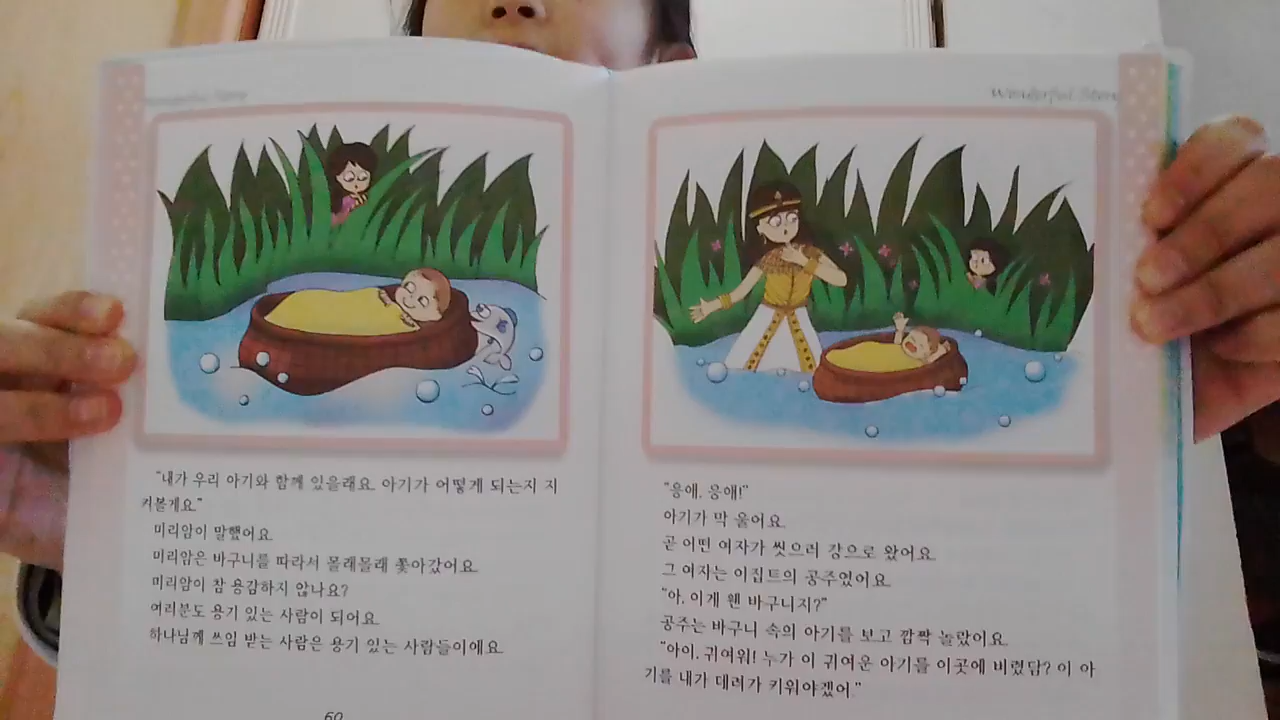 Wonderful Story
"내가 우리 아기와 함께 있을래요. 아기가 어떻게 되는지 지
켜볼게요."
미리암이 말했어요.
미리암은 바구니를 따라서 몰래몰래 쫓아갔어요.
미리암이 참 용감하지 않나요?
여러분도 용기 있는 사람이 되어요.
하나님께 쓰임 받는 사람은 용기 있는 사람들이에요.
60
Wonderful Story
"응애, 응애!"
아기가 막 울어요.
곧 어떤 여자가 씻으러 강으로 왔어요.
그 여자는 이집트의 공주였어요.
"아, 이게 웬 바구니지?"
공주는 바구니 속의 아기를 보고 깜짝 놀랐어요.
"아이, 귀여워! 누가 이 귀여운 아기를 이곳에 버렸담? 이 아
기를 내가 데려가 키워야겠어."